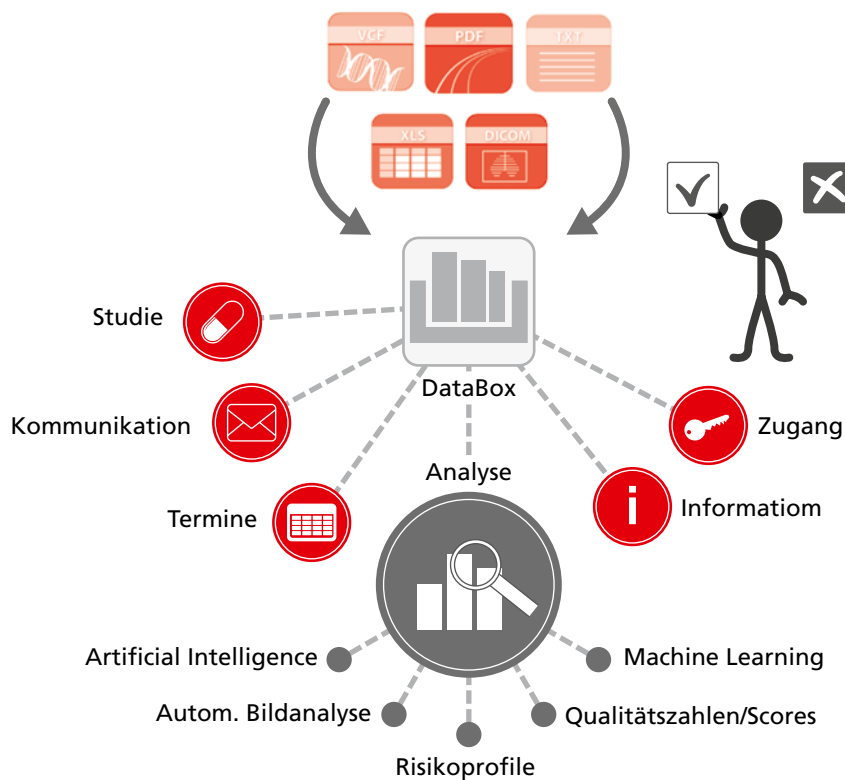 VCF
PDF
TXT
XLS
DICOM
DataBox
Studie
Kommunikation
Termine
Analyse
Zugang
Informatiom
Artificial Intelligence
Machine Learning
Autom. Bildanalyse
Qualitätszahlen/Scores
Risikoprofile